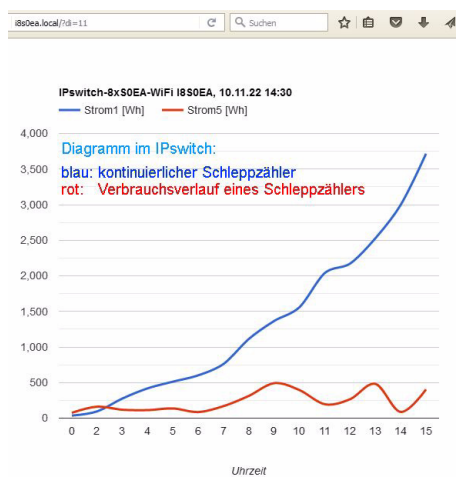 i8s0ea.local/?di=11
Suchen
IPswitch-8xS0EA-WiFi I8S0EA, 10.11.22 14:30
Strom1 [Wh] Strom5 [Wh]
4,000
Diagramm im IPswitch:
3,500
blau: kontinuierlicher Schleppzähler
rot: Verbrauchsverlauf eines Schleppzählers
3,000
2,500
2,000
1,500
1,000
500
0
0 2 3 4 5 6 7 8 9 10 11 12 13 14 15
Uhrzeit